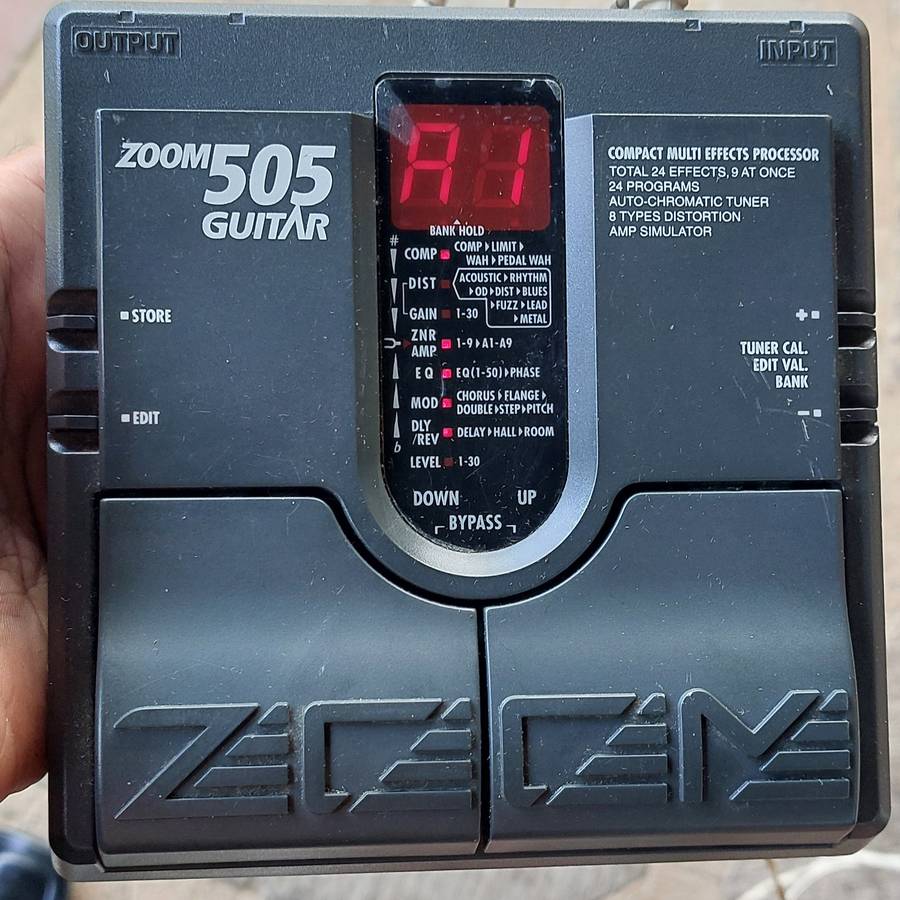 OUTPUT
INPUT
ZOOM 505
GUITAR
A1
COMPACT MULTI EFFECTS PROCESSOR
TOTAL 24 EFFECTS, 9 AT ONCE
24 PROGRAMS
AUTO-CHROMATIC TUNER
8 TYPES DISTORTION
AMP SIMULATOR
BANK HOLD
#
COMP COMP▸LIMIT▸
WAH▸PEDAL WAH
DIST ACOUSTIC▸RHYTHM
▸OD▸DIST▸BLUES
▸FUZZ▸LEAD
▸METAL
GAIN 1-30
ZNR
AMP 1-9▸A1-A9
EQ EQ(1-50)▸PHASE
MOD CHORUS▸FLANGE▸
DOUBLE▸STEP▸PITCH
DLY
/REV DELAY▸HALL▸ROOM
b
LEVEL 1-30
STORE
EDIT
+
TUNER CAL.
EDIT VAL.
BANK
−
DOWN UP
BYPASS
ZOOM